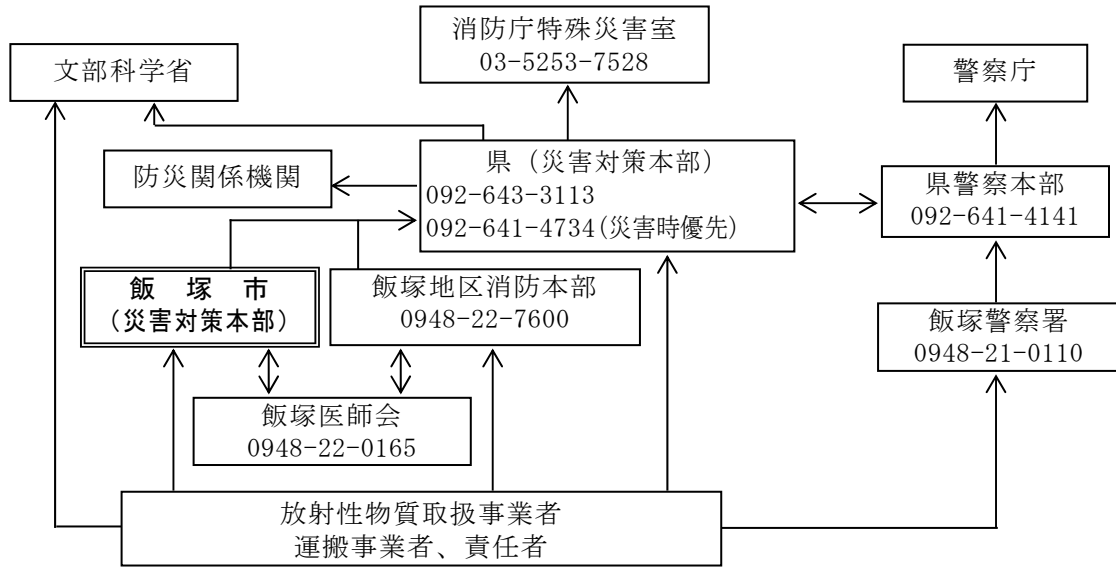 消防庁特殊災害室
03-5253-7528
文部科学省
警察庁
防災関係機関
県（災害対策本部）
092-643-3113
092-641-4734(災害時優先)
県警察本部
092-641-4141
飯　塚　市
（災害対策本部）
飯塚地区消防本部
0948-22-7600
飯塚警察署
0948-21-0110
飯塚医師会
0948-22-0165
放射性物質取扱事業者
運搬事業者、責任者